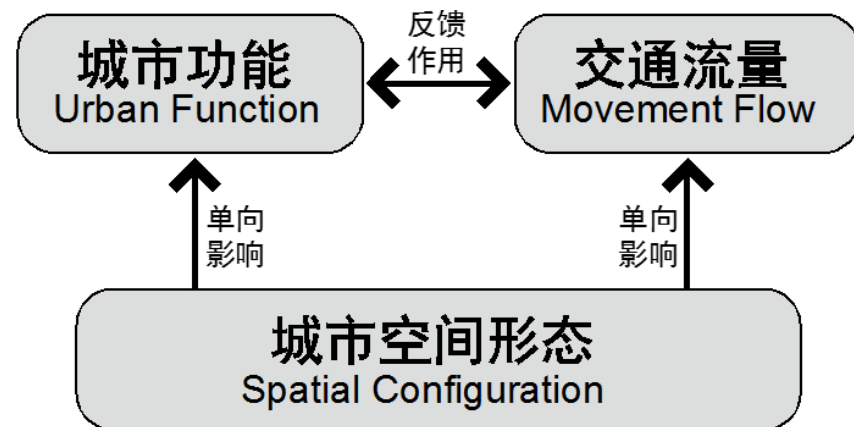 城市功能
Urban Function
反馈
作用
交通流量
Movement Flow
单向
影响
单向
影响
城市空间形态
Spatial Configuration